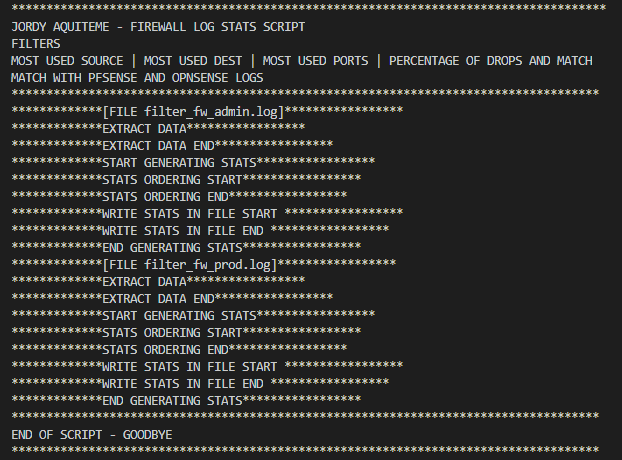 *************************************************************************************
JORDY AQUITEME - FIREWALL LOG STATS SCRIPT
FILTERS
MOST USED SOURCE | MOST USED DEST | MOST USED PORTS | PERCENTAGE OF DROPS AND MATCH
MATCH WITH PFSENSE AND OPNSENSE LOGS
************************************************************************************
*************[FILE filter_fw_admin.log]*****************
*************EXTRACT DATA*****************
*************EXTRACT DATA END*****************
*************START GENERATING STATS*****************
*************STATS ORDERING START*****************
*************STATS ORDERING END*****************
*************WRITE STATS IN FILE START *****************
*************WRITE STATS IN FILE END *****************
*************END GENERATING STATS*****************
*************[FILE filter_fw_prod.log]*****************
*************EXTRACT DATA*****************
*************EXTRACT DATA END*****************
*************START GENERATING STATS*****************
*************STATS ORDERING START*****************
*************STATS ORDERING END*****************
*************WRITE STATS IN FILE START *****************
*************WRITE STATS IN FILE END *****************
*************END GENERATING STATS*****************
************************************************************************************
END OF SCRIPT - GOODBYE
************************************************************************************